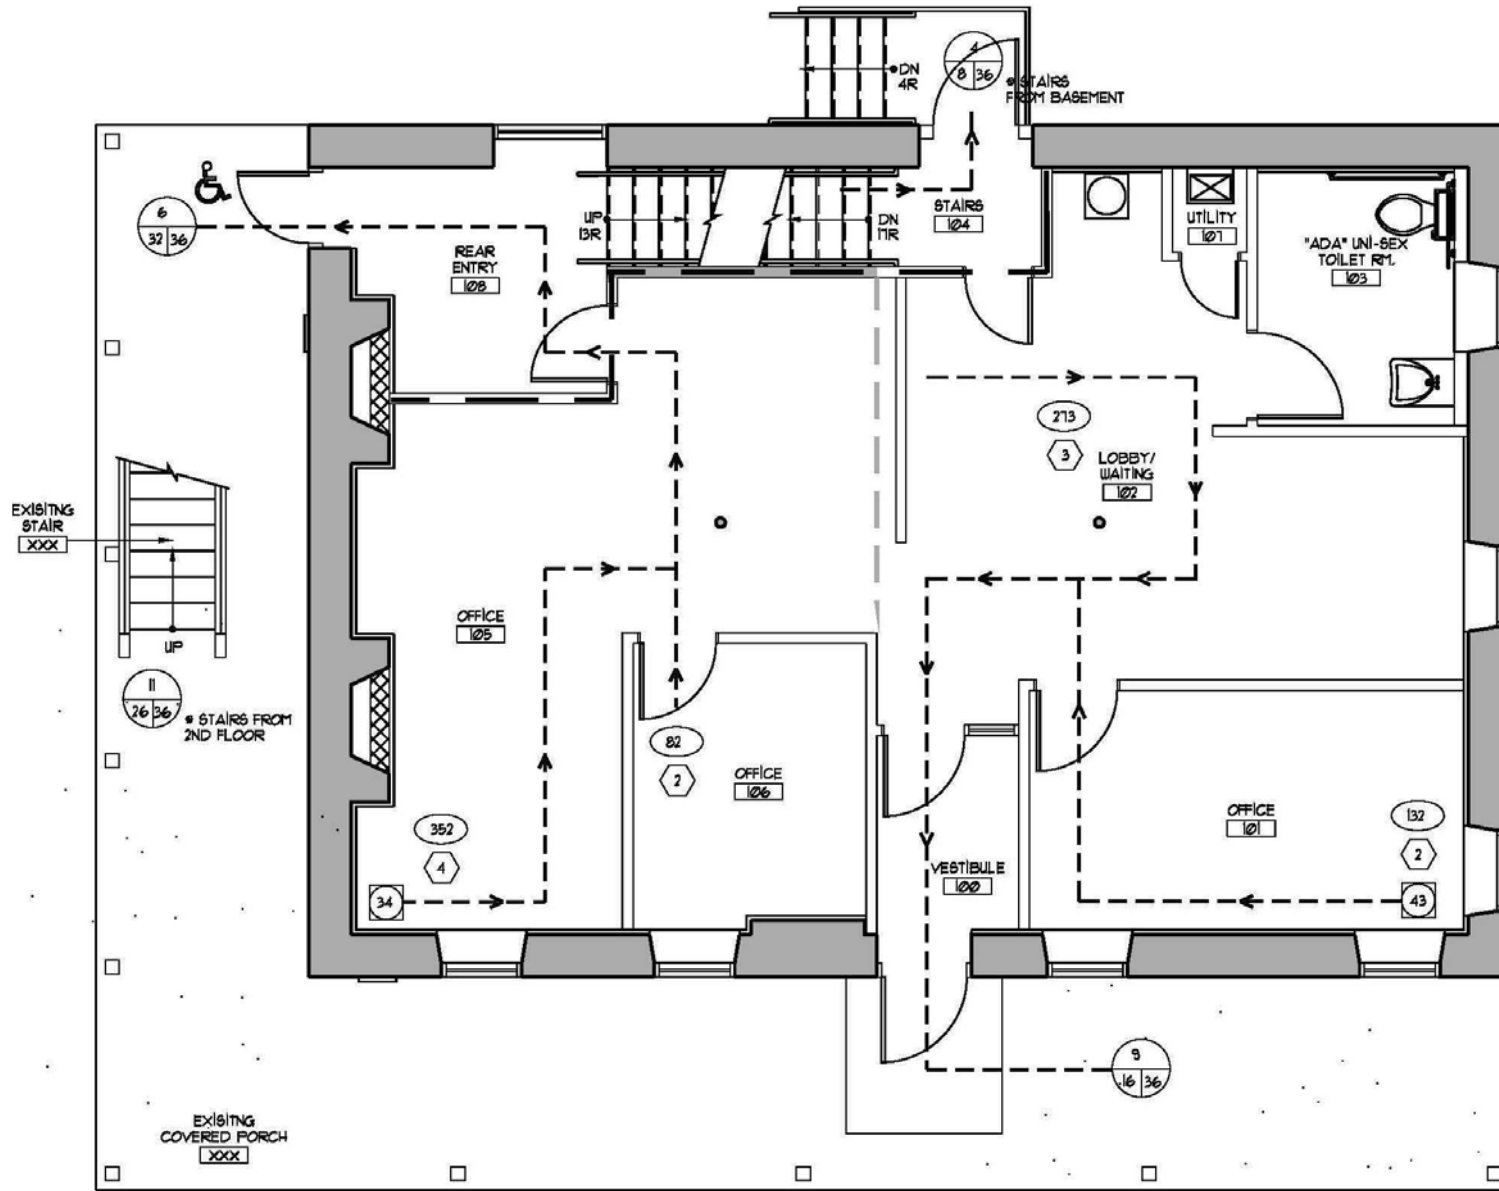 DN
4R
4
8 36
* STAIRS
FROM BASEMENT
6
32 36
REAR
ENTRY
108
UP
13R
DN
17R
STAIRS
104
UTILITY
107
"ADA" UNI-SEX
TOILET RM.
103
273
3
LOBBY/
WAITING
102
EXISITNG
STAIR
XXX
UP
11
26 36
* STAIRS FROM
2ND FLOOR
OFFICE
105
82
2
OFFICE
106
352
4
34
VESTIBULE
100
OFFICE
101
132
2
43
9
16 36
EXISITNG
COVERED PORCH
XXX